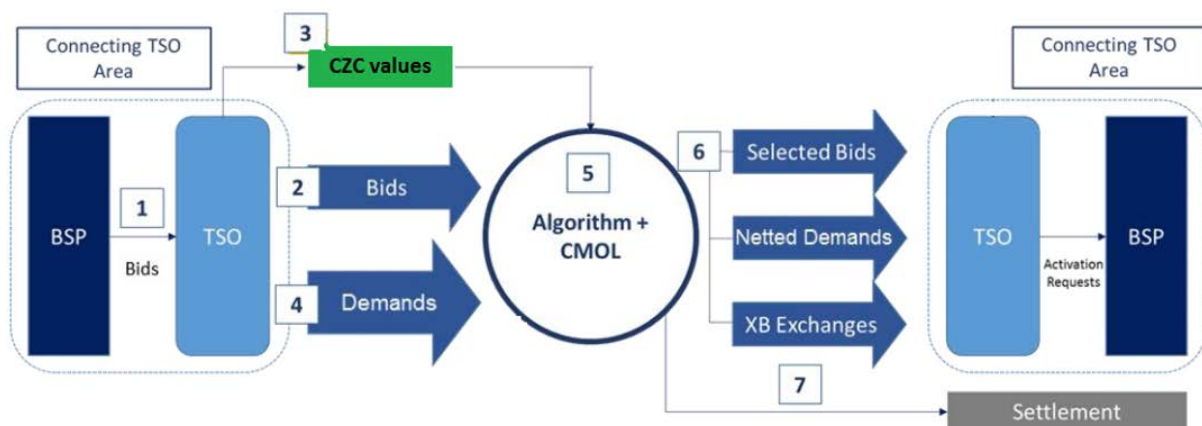 Connecting TSO
Area
3
CZC values
Connecting TSO
Area
BSP
1
Bids
TSO
2
Bids
4
Demands
5
Algorithm +
CMOL
6
Selected Bids
Netted Demands
XB Exchanges
TSO
Activation
Requests
BSP
7
Settlement